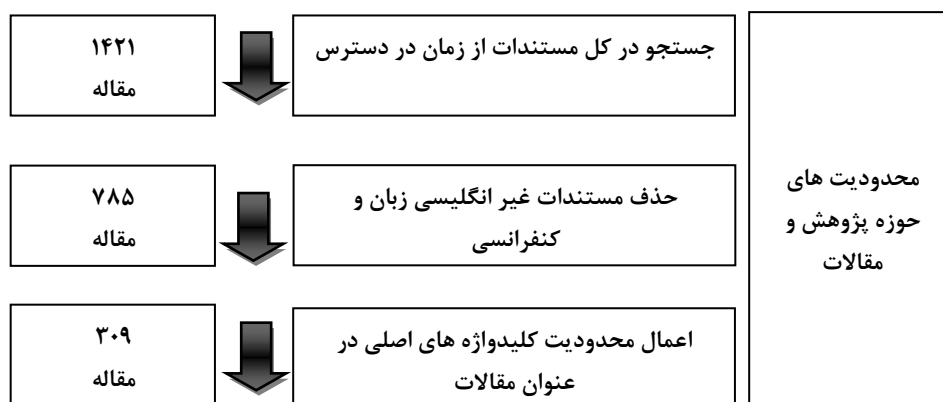 محدودیت های
حوزه پژوهش و
مقالات
جستجو در کل مستندات از زمان در دسترس
۱۴۲۱
مقاله
حذف مستندات غیر انگلیسی زبان و
کنفرانسی
۷۸۵
مقاله
اعمال محدودیت کلیدواژه های اصلی در
عنوان مقالات
۳۰۹
مقاله